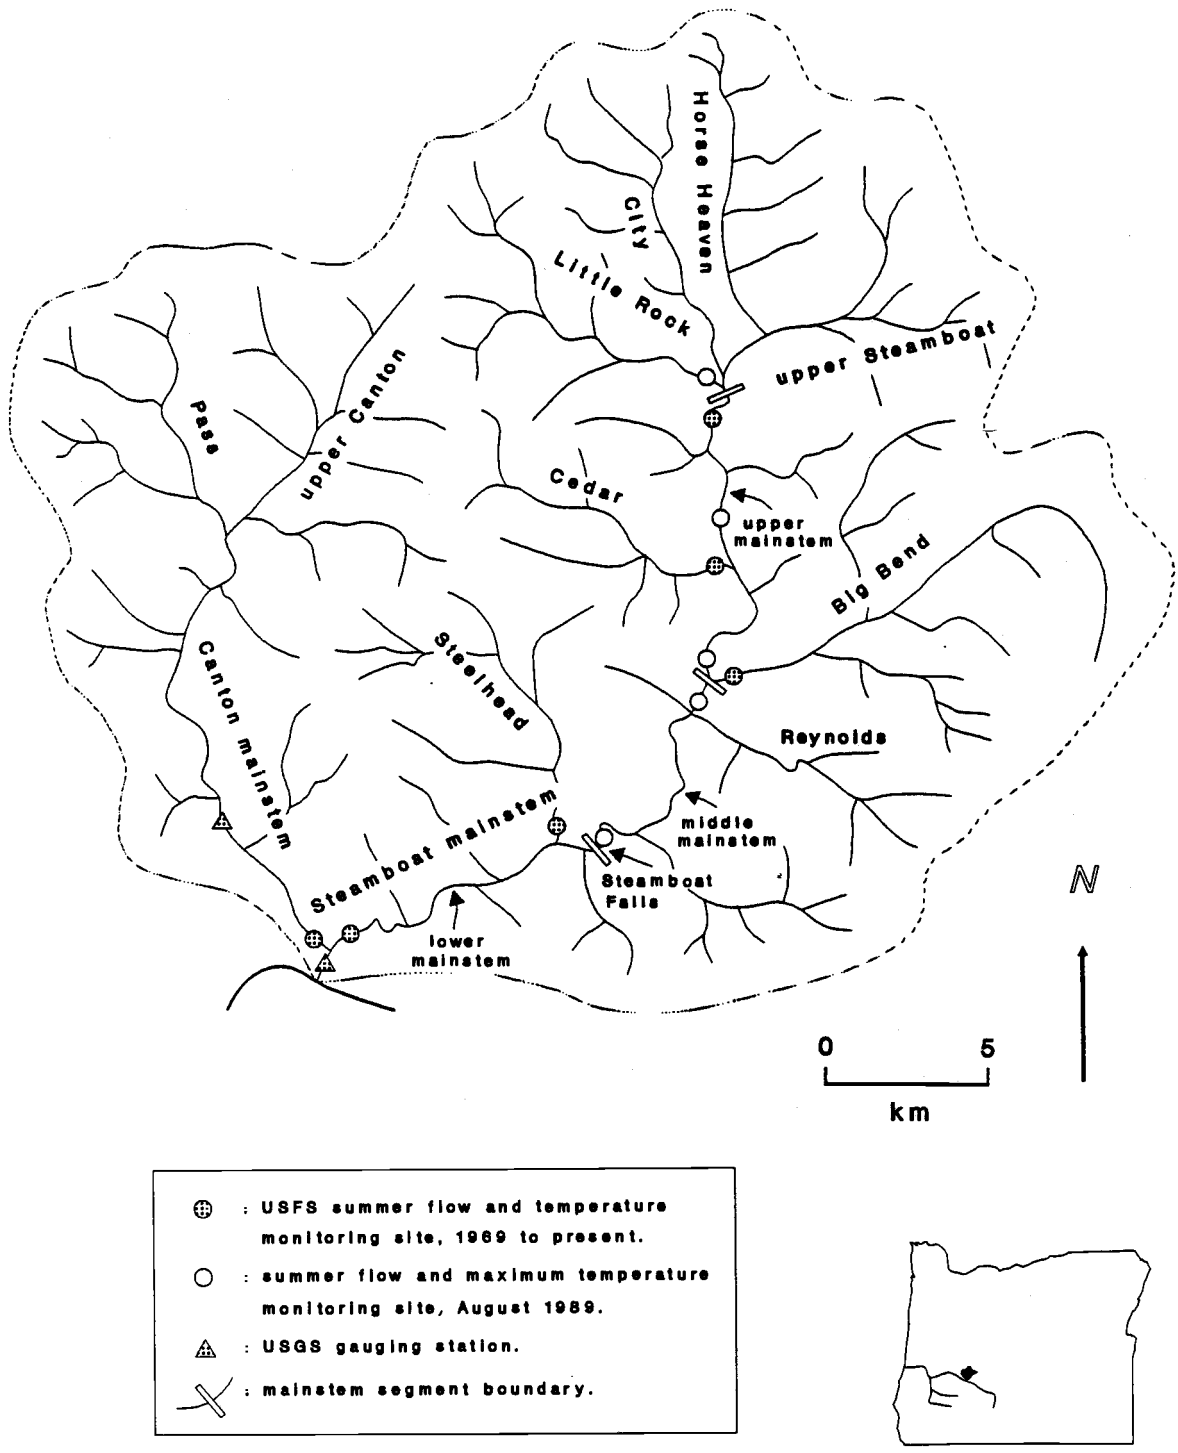 Horse Heaven
City
Little Rock
upper Steamboat
Pass
upper Canton
Cedar
upper
mainstem
Big Bend
Steelhead
Canton mainstem
Reynolds
Steamboat mainstem
middle
mainstem
Steamboat
Falls
lower
mainstem
N
0 5
km
: USFS summer flow and temperature
monitoring site, 1969 to present.
: summer flow and maximum temperature
monitoring site, August 1989.
: USGS gauging station.
: mainstem segment boundary.